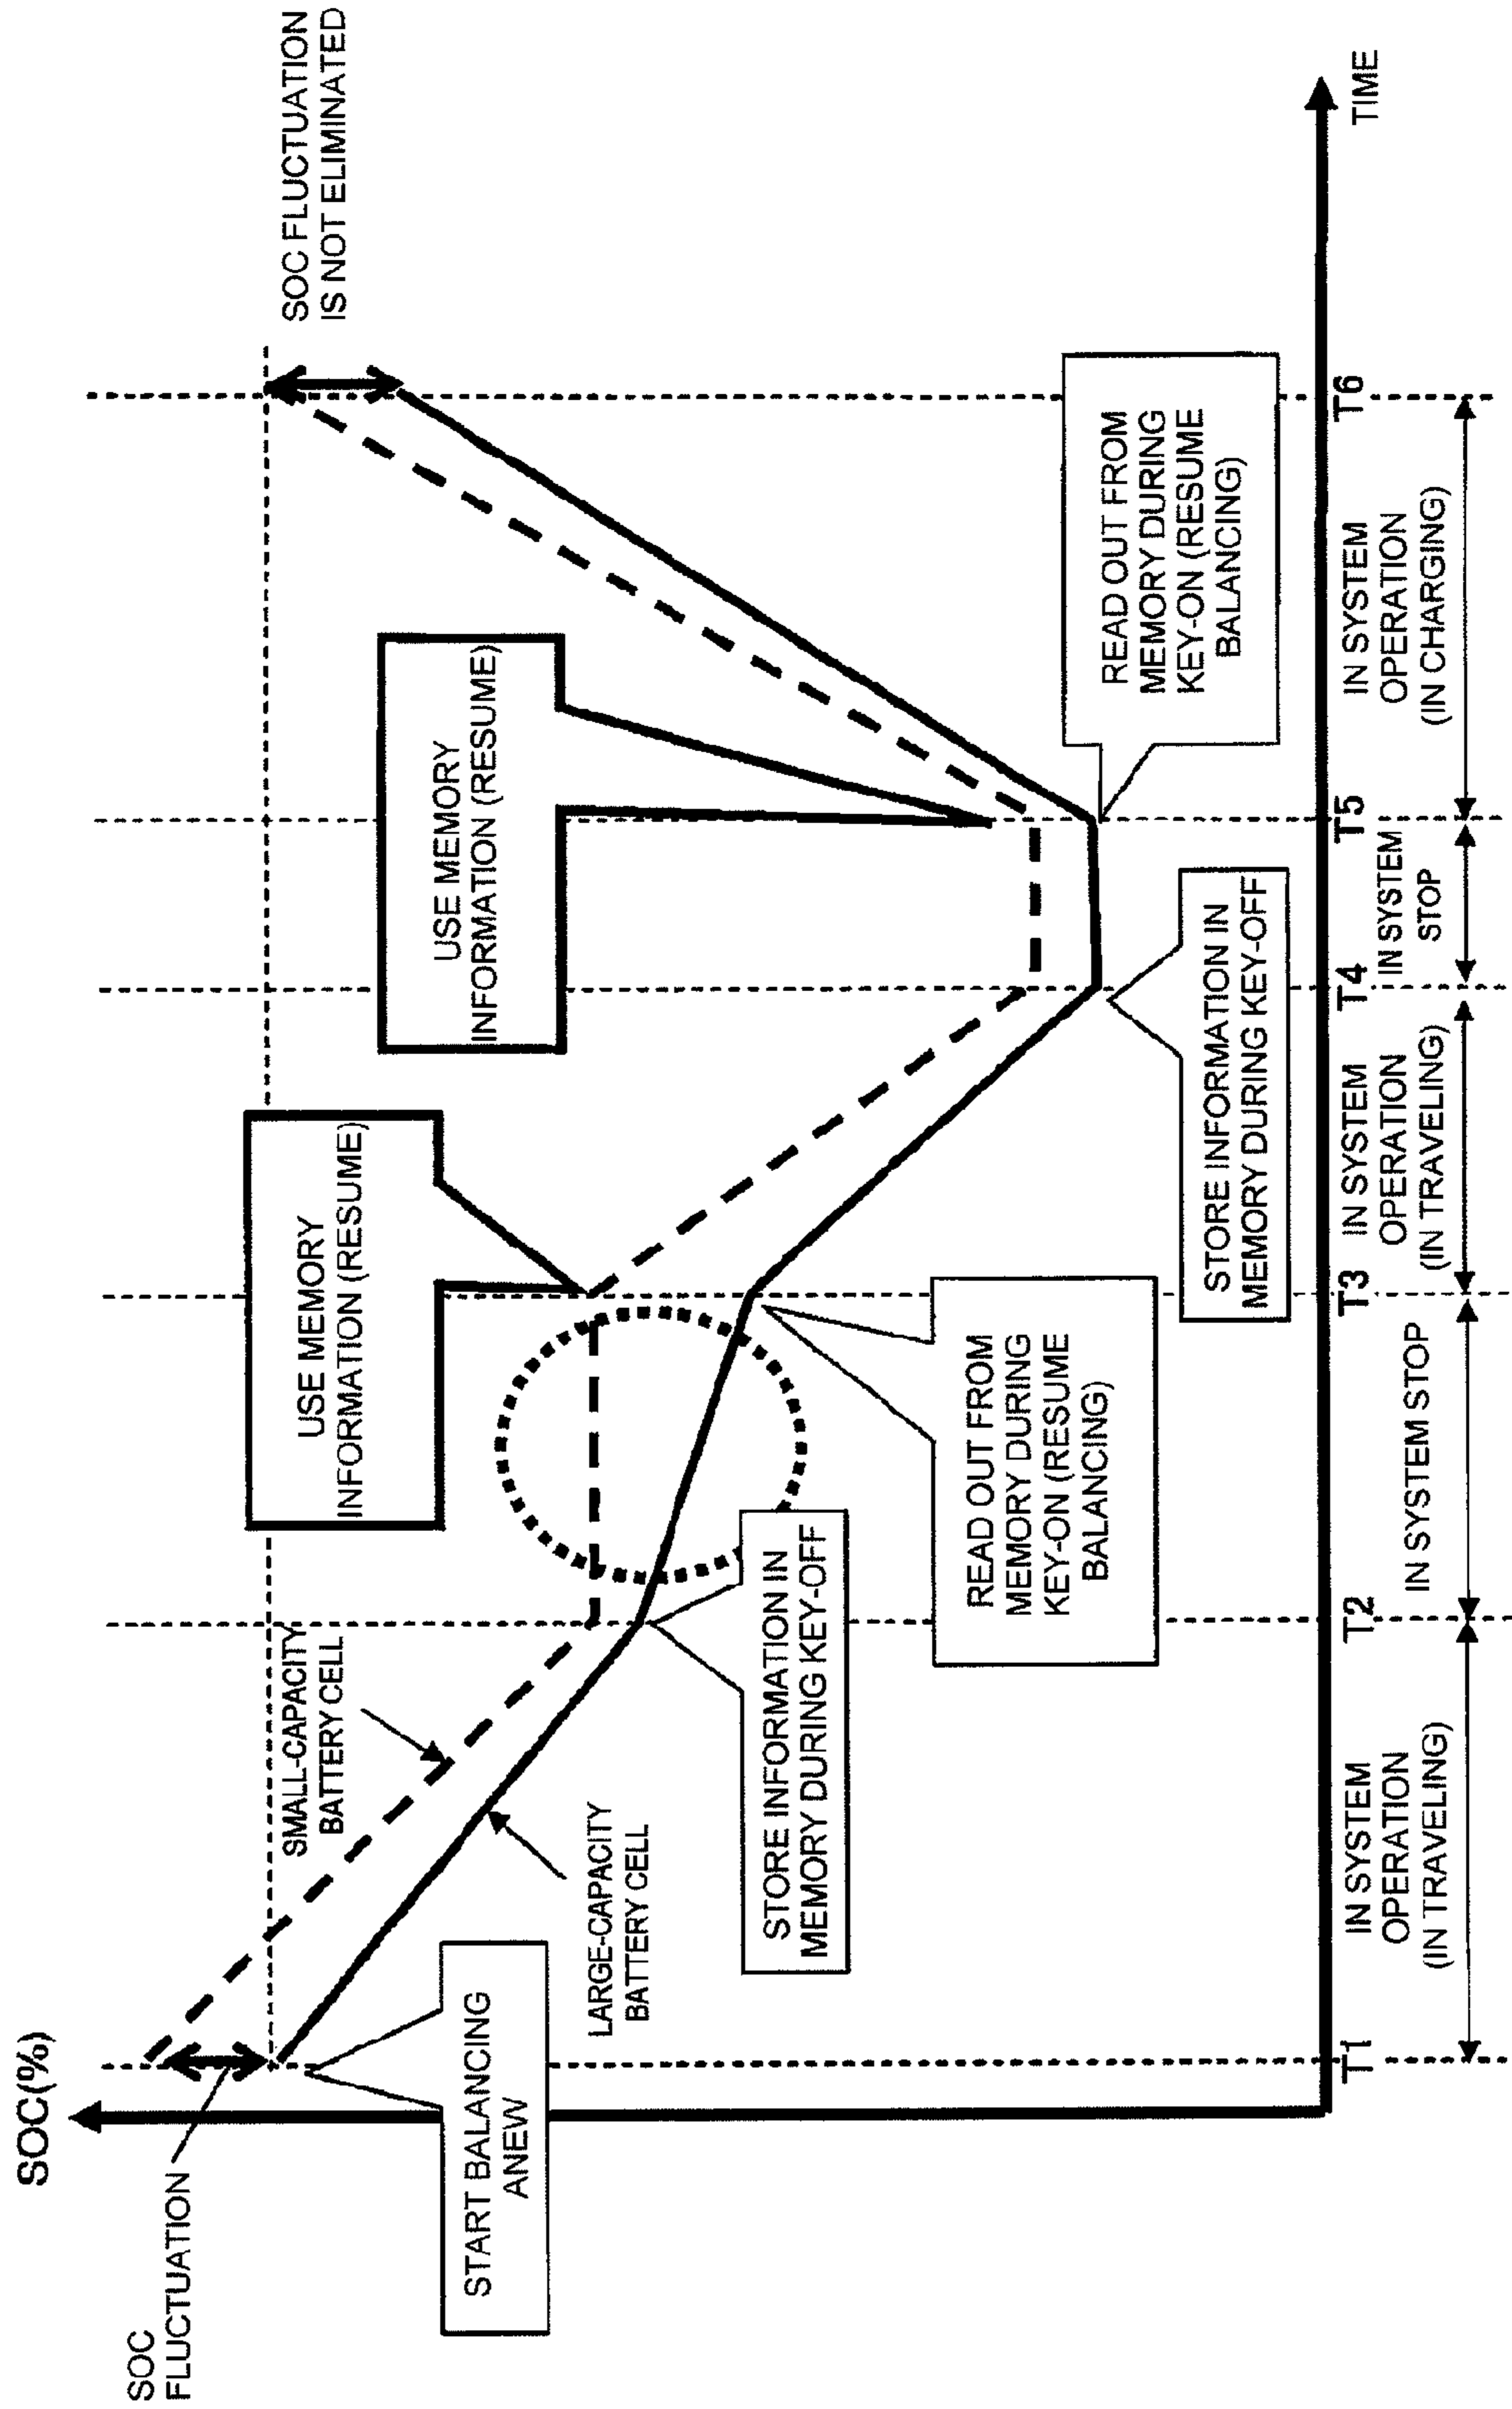 SOC(%)
SOC
FLUCTUATION
START BALANCING
ANEW
SMALL-CAPACITY
BATTERY CELL
LARGE-CAPACITY
BATTERY CELL
STORE INFORMATION IN
MEMORY DURING KEY-OFF
USE MEMORY
INFORMATION (RESUME)
READ OUT FROM
MEMORY DURING
KEY-ON (RESUME
BALANCING)
STORE INFORMATION IN
MEMORY DURING KEY-OFF
USE MEMORY
INFORMATION (RESUME)
READ OUT FROM
MEMORY DURING
KEY-ON (RESUME
BALANCING)
SOC FLUCTUATION
IS NOT ELIMINATED
TIME
T1
T2
T3
T4
T5
T6
IN SYSTEM
OPERATION
(IN TRAVELING)
IN SYSTEM STOP
IN SYSTEM
OPERATION
(IN TRAVELING)
IN SYSTEM
STOP
IN SYSTEM
OPERATION
(IN CHARGING)